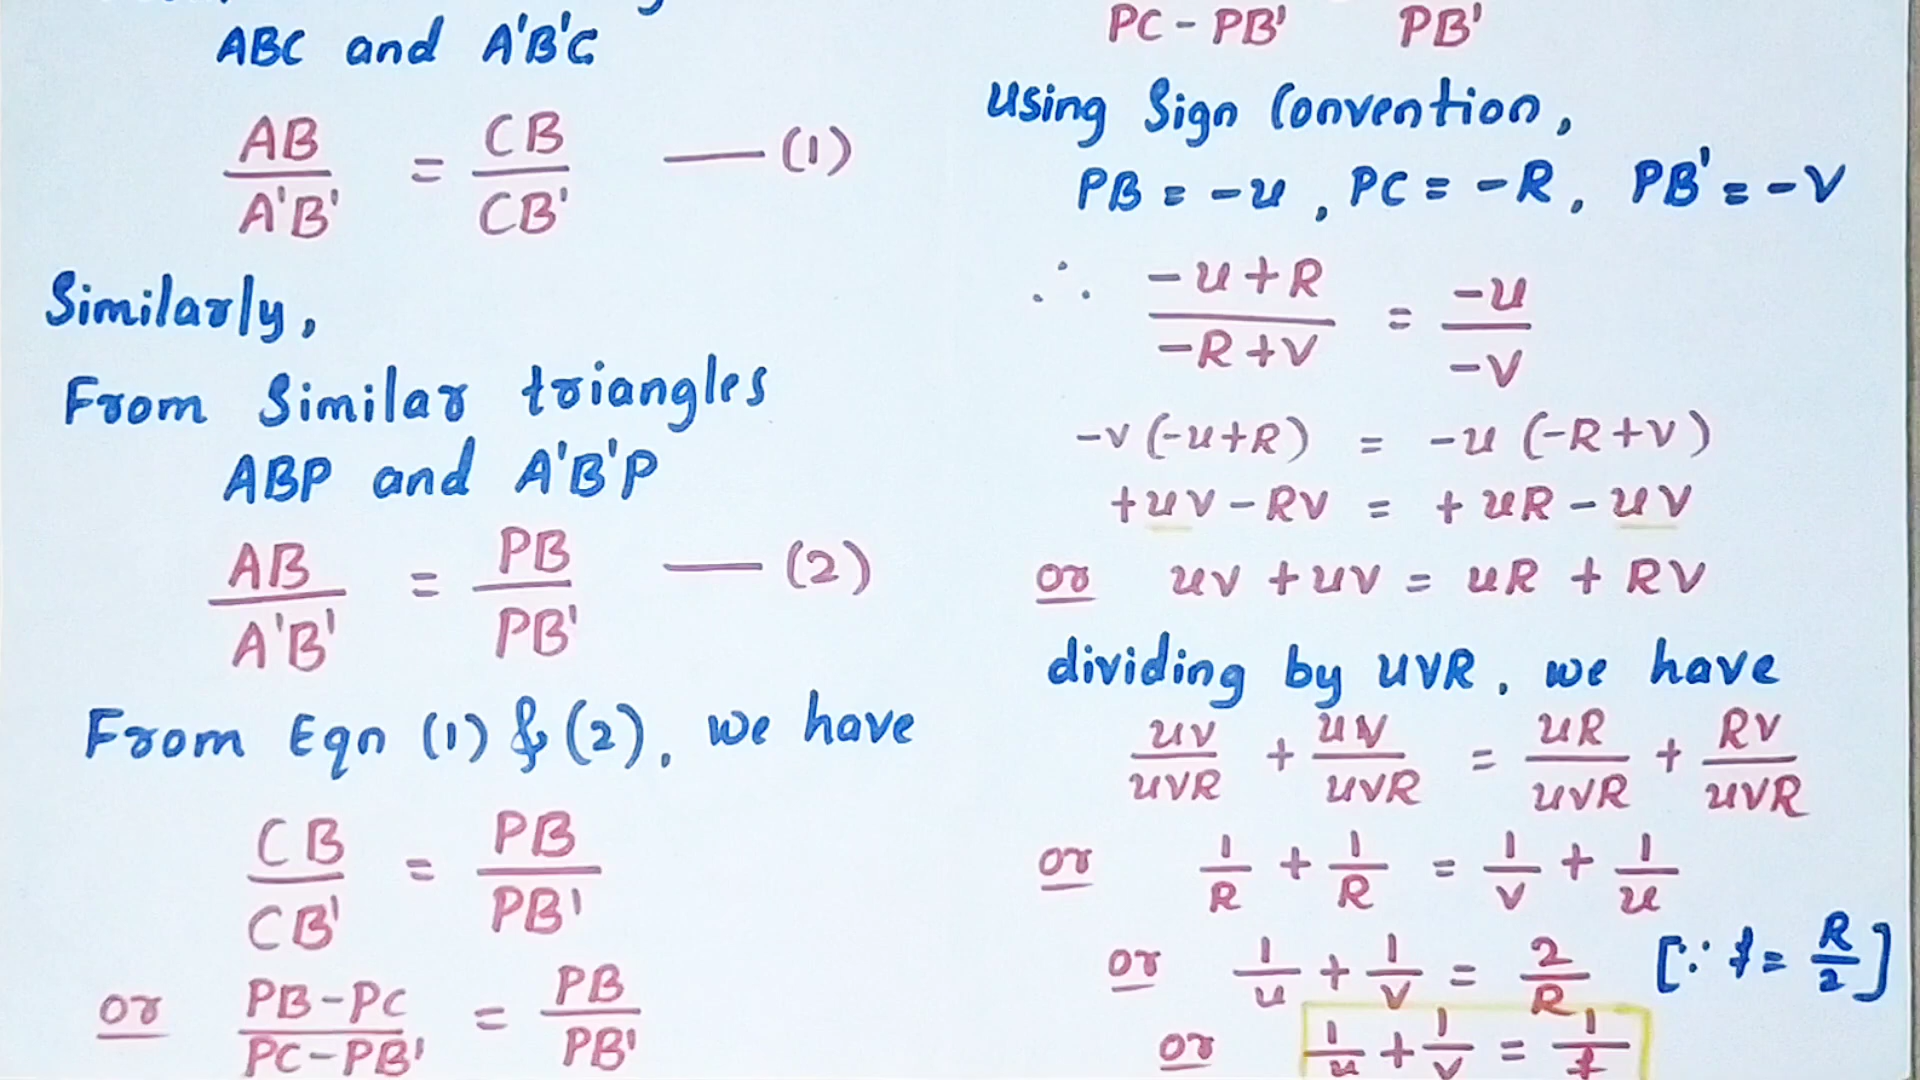 ABC and A'B'C
AB/A'B' = CB/CB' —(1)
Similarly,
From Similar triangles
ABP and A'B'P
AB/A'B' = PB/PB' —(2)
From Eqn (1) & (2), we have
CB/CB' = PB/PB'
or PB-PC/PC-PB' = PB/PB'
PC - PB' PB'
Using Sign Convention,
PB = -u, PC = -R, PB' = -V
∴ -u+R/-R+V = -u/-V
-v(-u+R) = -u(-R+V)
+uV-RV = +uR-uV
or uV + uV = uR + RV
dividing by uVR, we have
uV/uVR + uV/uVR = uR/uVR + RV/uVR
or 1/R + 1/R = 1/V + 1/u
or 1/u + 1/V = 2/R [∵ f = R/2]
or 1/u + 1/V = 1/f